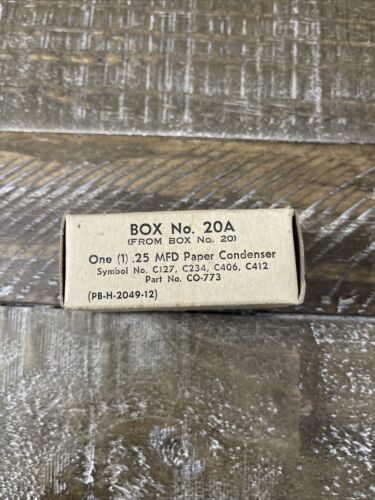 BOX No. 20A
(FROM BOX No. 20)
One (1) .25 MFD Paper Condenser
Symbol No. C127, C234, C406, C412
Part No. CO-773
(PB-H-2049-12)